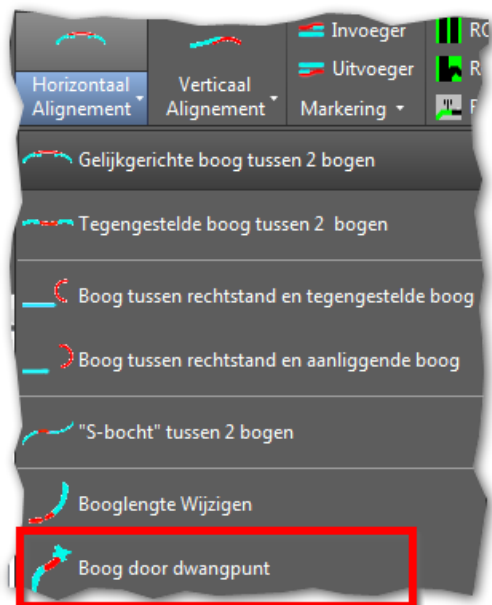 Invoeger
RO
Uitvoeger
R
Horizontaal
Alignement
Verticaal
Alignement
Markering
Gelijkgerichte boog tussen 2 bogen
Tegengestelde boog tussen 2 bogen
Boog tussen rechtstand en tegengestelde boog
Boog tussen rechtstand en aanliggende boog
"S-bocht" tussen 2 bogen
Booglengte Wijzigen
Boog door dwangpunt